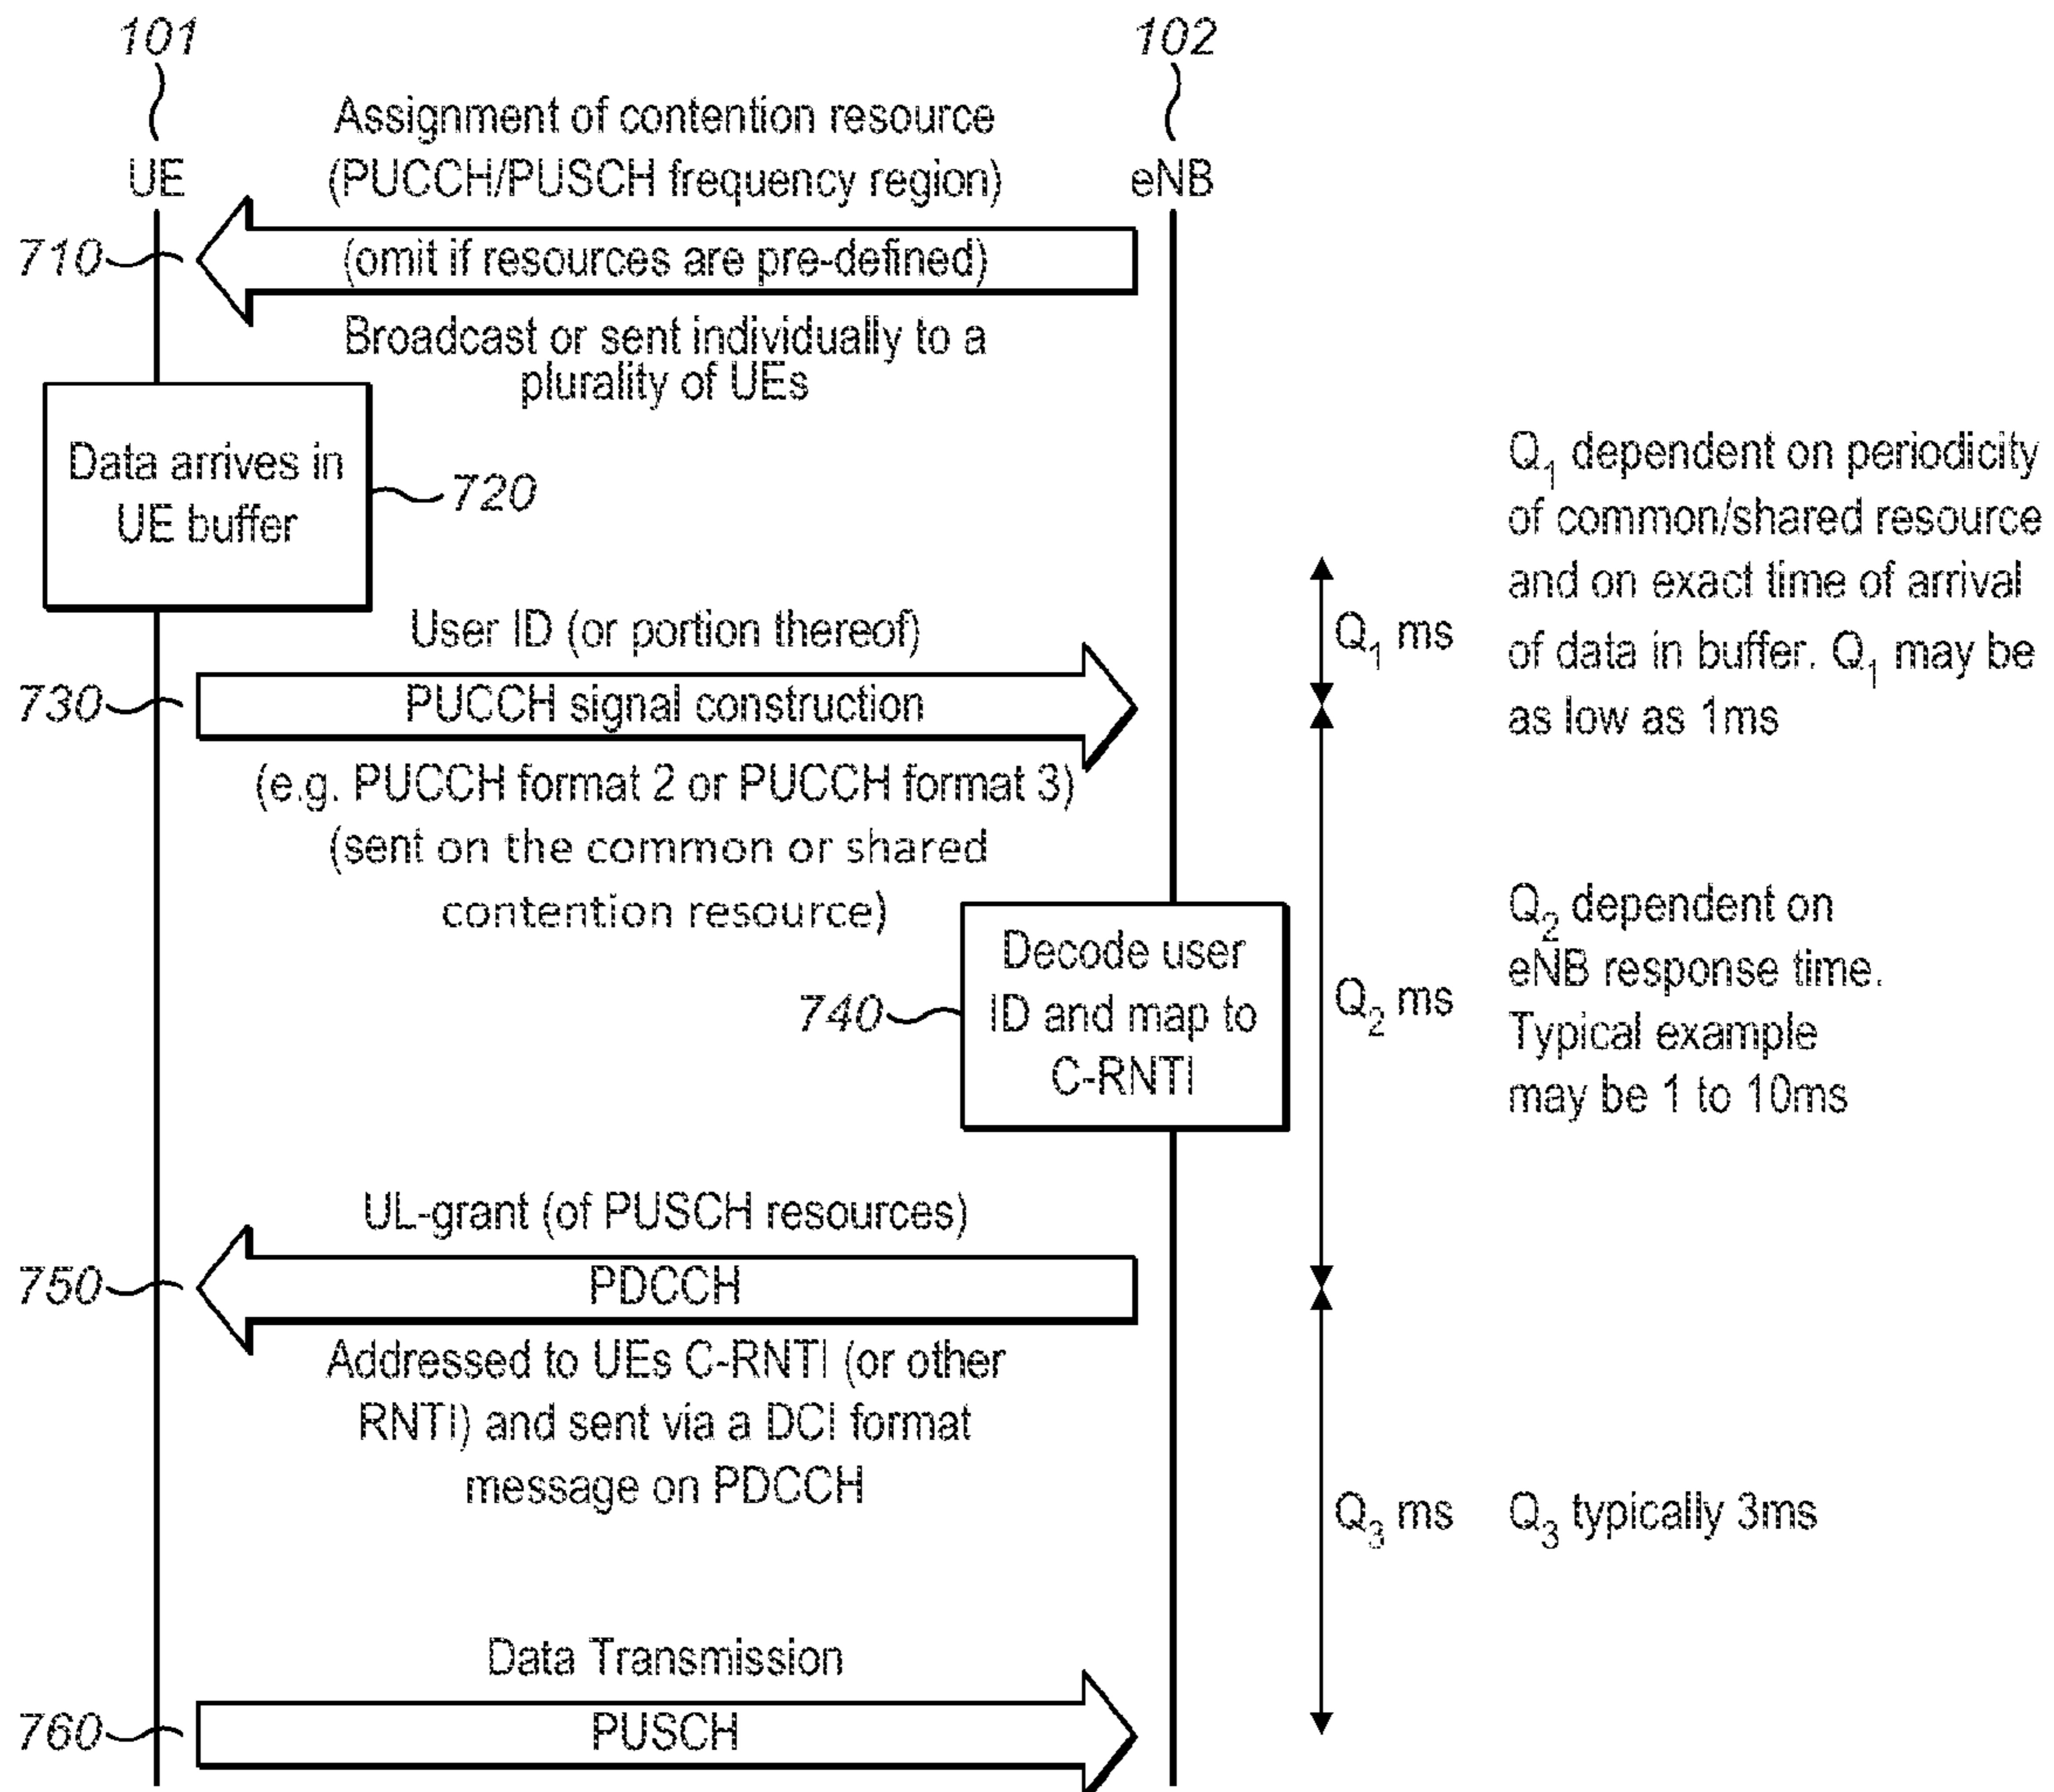 101
102
Assignment of contention resource
UE
(PUCCH/PUSCH frequency region)
eNB
710
(omit if resources are pre-defined)
Broadcast or sent individually to a
plurality of UEs
Data arrives in
UE buffer
720
Q1 dependent on periodicity
of common/shared resource
and on exact time of arrival
of data in buffer. Q1 may be
as low as 1ms
User ID (or portion thereof)
Q1 ms
730
PUCCH signal construction
(e.g. PUCCH format 2 or PUCCH format 3)
(sent on the common or shared
contention resource)
Decode user
ID and map to
C-RNTI
740
Q2 ms
Q2 dependent on
eNB response time.
Typical example
may be 1 to 10ms
UL-grant (of PUSCH resources)
750
PDCCH
Addressed to UEs C-RNTI (or other
RNTI) and sent via a DCI format
message on PDCCH
Q3 ms
Q3 typically 3ms
Data Transmission
760
PUSCH